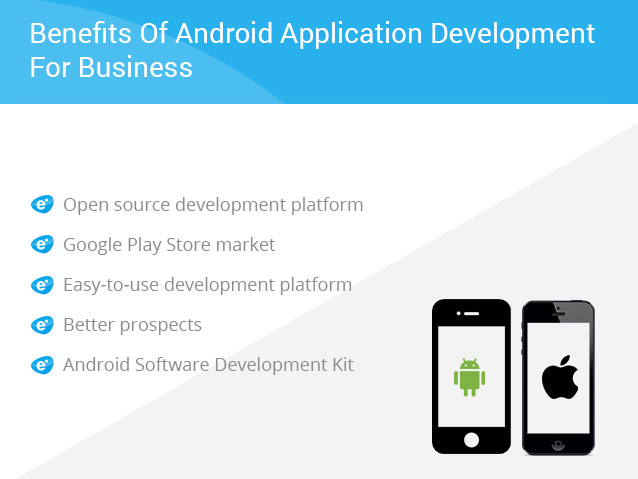 Benefits Of Android Application Development
For Business
Open source development platform
Google Play Store market
Easy-to-use development platform
Better prospects
Android Software Development Kit